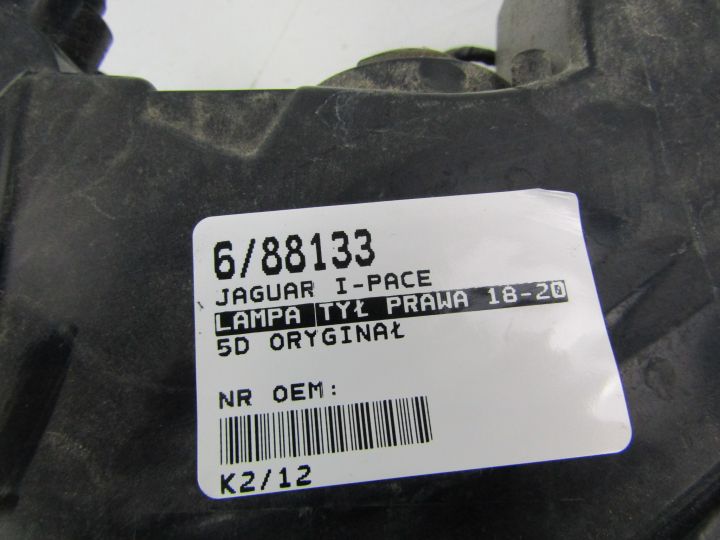 6/88133
JAGUAR I-PACE
LAMPA TYŁ PRAWA 18-20
5D ORYGINAŁ
NR OEM:
K2/12